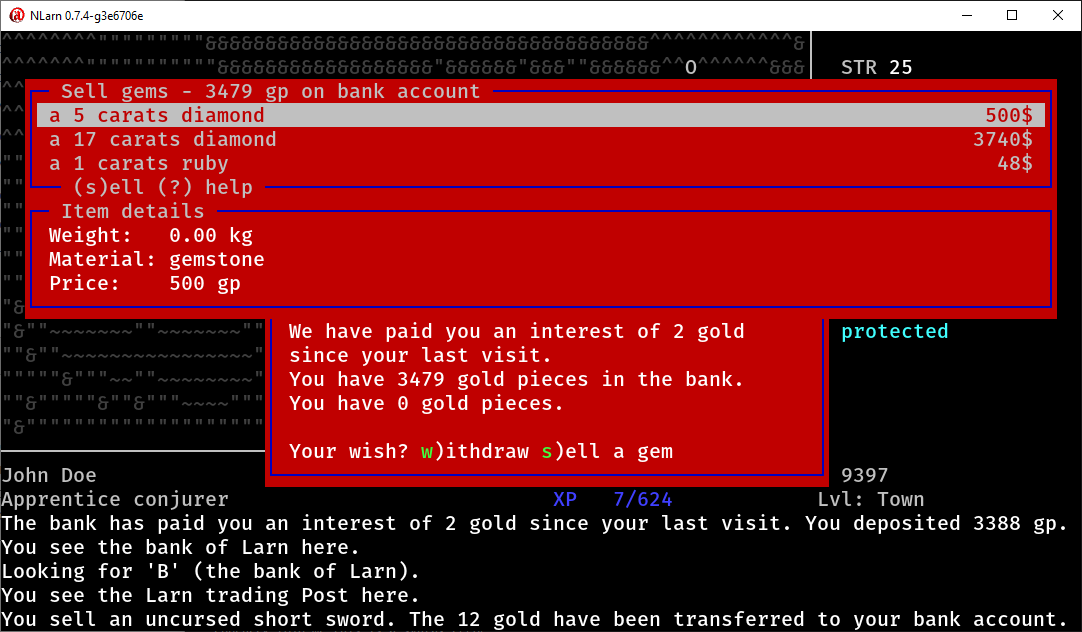 NLarn 0.7.4-g3e6706e
STR 25
Sell gems - 3479 gp on bank account
a 5 carats diamond 500$
a 17 carats diamond 3740$
a 1 carats ruby 48$
(s)ell (?) help
Item details
Weight: 0.00 kg
Material: gemstone
Price: 500 gp
We have paid you an interest of 2 gold
since your last visit.
You have 3479 gold pieces in the bank.
You have 0 gold pieces.
Your wish? w)ithdraw s)ell a gem
protected
John Doe 9397
Apprentice conjurer XP 7/624 Lvl: Town
The bank has paid you an interest of 2 gold since your last visit. You deposited 3388 gp.
You see the bank of Larn here.
Looking for 'B' (the bank of Larn).
You see the Larn trading Post here.
You sell an uncursed short sword. The 12 gold have been transferred to your bank account.